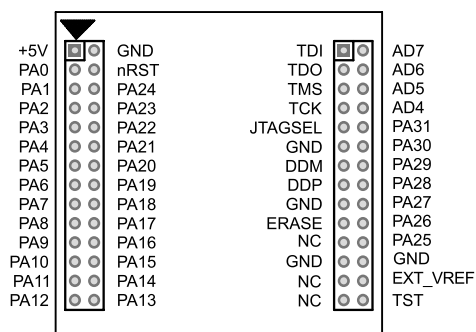 +5V GND TDI AD7
PA0 nRST TDO AD6
PA1 PA24 TMS AD5
PA2 PA23 TCK AD4
PA3 PA22 JTAGSEL PA31
PA4 PA21 GND PA30
PA5 PA20 DDM PA29
PA6 PA19 DDP PA28
PA7 PA18 GND PA27
PA8 PA17 ERASE PA26
PA9 PA16 NC PA25
PA10 PA15 GND GND
PA11 PA14 NC EXT_VREF
PA12 PA13 NC TST